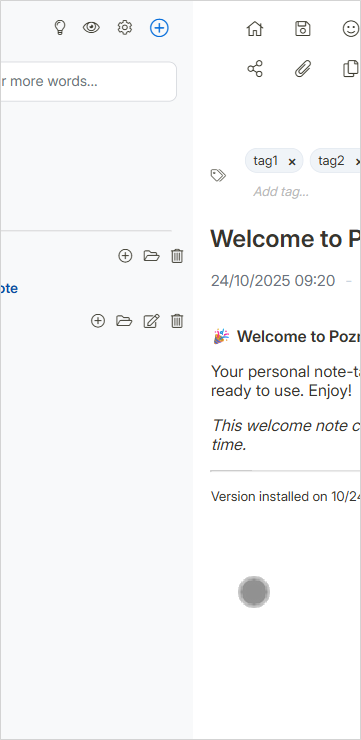 r more words...
ote
tag1 ×
tag2 ×
Add tag...
Welcome to P
24/10/2025 09:20 -
🎉 Welcome to Pozn
Your personal note-ta
ready to use. Enjoy!
This welcome note c
time.
Version installed on 10/24